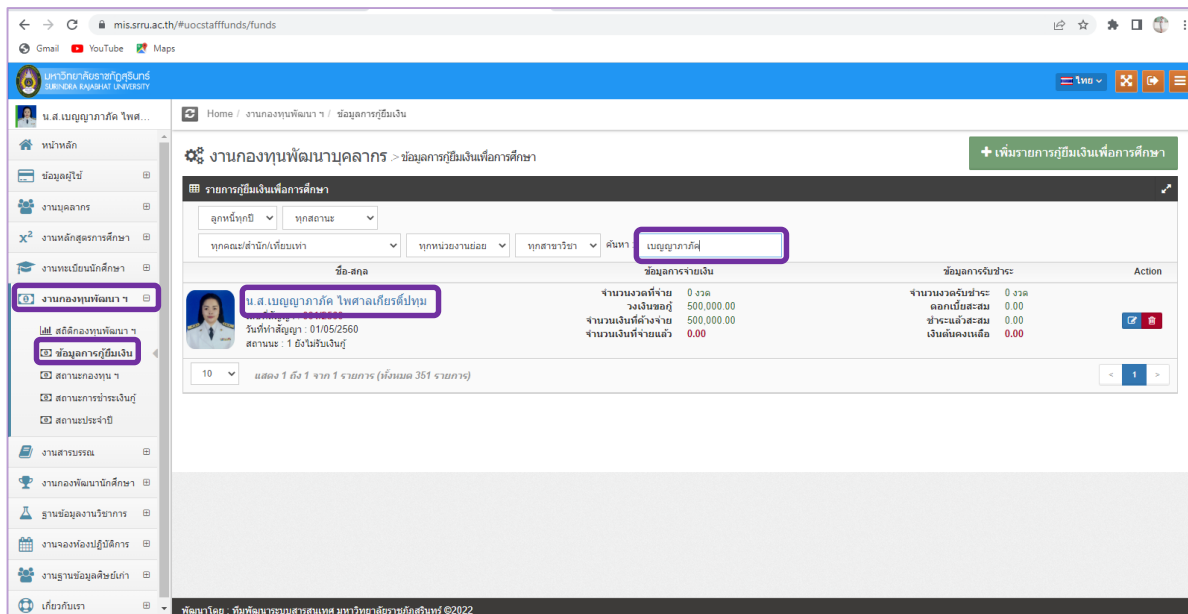 mis.srru.ac.th/#uocstafffunds/funds
Gmail YouTube Maps
มหาวิทยาลัยราชภัฏสุรินทร์
SURINDRA RAJABHAT UNIVERSITY
ไทย
น.ส.เบญญาภาภัค ไพศ...
Home / งานกองทุนพัฒนา ฯ / ข้อมูลการกู้ยืมเงิน
หน้าหลัก
ข้อมูลผู้ใช้
งานบุคลากร
งานหลักสูตรการศึกษา
งานทะเบียนนักศึกษา
งานกองทุนพัฒนา ฯ
สถิติกองทุนพัฒนา ฯ
ข้อมูลการกู้ยืมเงิน
สถานะกองทุน ฯ
สถานะการชำระเงินกู้
สถานะประจำปี
งานสารบรรณ
งานกองพัฒนานักศึกษา
ฐานข้อมูลงานวิชาการ
งานจองห้องปฏิบัติการ
งานฐานข้อมูลศิษย์เก่า
เกี่ยวกับเรา
งานกองทุนพัฒนาบุคลากร > ข้อมูลการกู้ยืมเงินเพื่อการศึกษา
+ เพิ่มรายการกู้ยืมเงินเพื่อการศึกษา
รายการกู้ยืมเงินเพื่อการศึกษา
ลูกหนี้ทุกปี ทุกสถานะ
ทุกคณะ/สำนัก/เทียบเท่า ทุกหน่วยงานย่อย ทุกสาขาวิชา ค้นหา : เบญญาภาภัค
ชื่อ-สกุล ข้อมูลการจ่ายเงิน ข้อมูลการรับชำระ Action
น.ส.เบญญาภาภัค ไพศาลเกียรติ์ปทุม
วันที่ทำสัญญา : 01/05/2560
สถานะ : 1 ยังไม่รับเงินกู้
จำนวนงวดที่จ่าย 0 งวด
วงเงินขอกู้ 500,000.00
จำนวนเงินที่ค้างจ่าย 500,000.00
จำนวนเงินที่จ่ายแล้ว 0.00
จำนวนงวดรับชำระ 0 งวด
ดอกเบี้ยสะสม 0.00
ชำระแล้วสะสม 0.00
เงินต้นคงเหลือ 0.00
10 แสดง 1 ถึง 1 จาก 1 รายการ (ทั้งหมด 351 รายการ)
< 1 >
พัฒนาโดย : ทีมพัฒนาระบบสารสนเทศ มหาวิทยาลัยราชภัฏสุรินทร์ ©2022